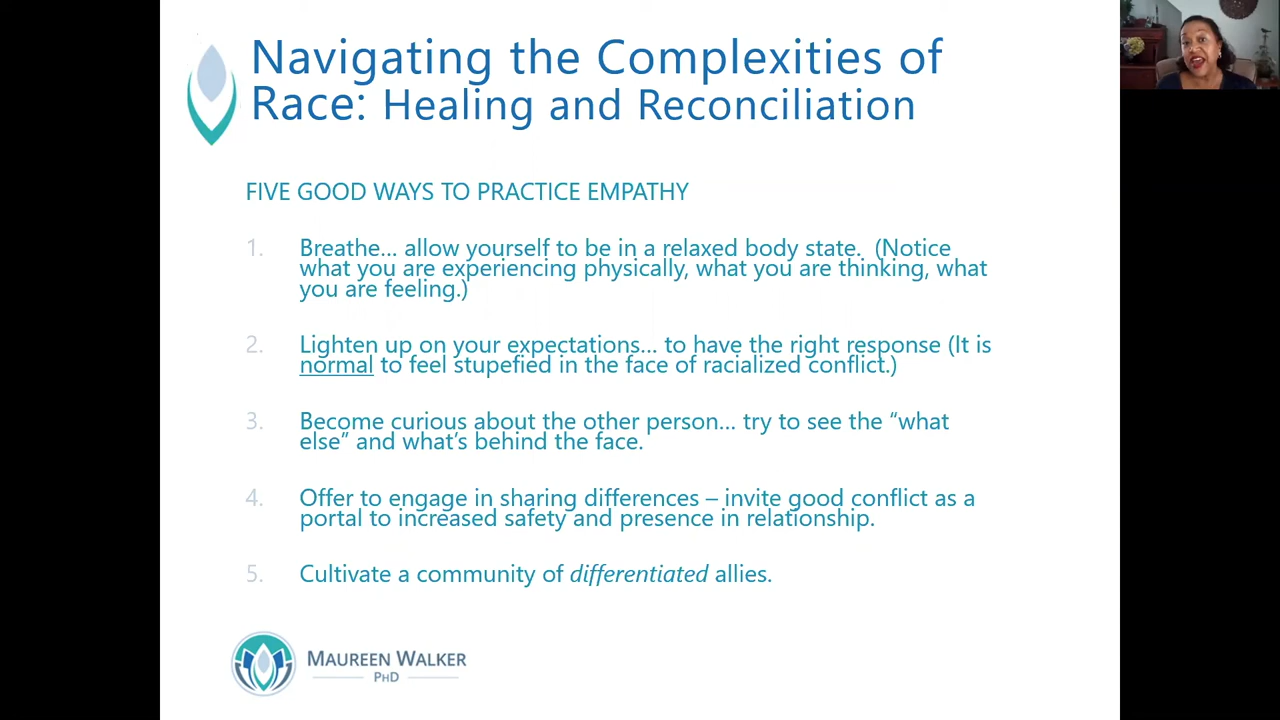 Navigating the Complexities of
Race: Healing and Reconciliation
FIVE GOOD WAYS TO PRACTICE EMPATHY
1. Breathe... allow yourself to be in a relaxed body state. (Notice
what you are experiencing physically, what you are thinking, what
you are feeling.)
2. Lighten up on your expectations... to have the right response (It is
normal to feel stupefied in the face of racialized conflict.)
3. Become curious about the other person... try to see the “what
else” and what’s behind the face.
4. Offer to engage in sharing differences – invite good conflict as a
portal to increased safety and presence in relationship.
5. Cultivate a community of differentiated allies.
MAUREEN WALKER
PHD